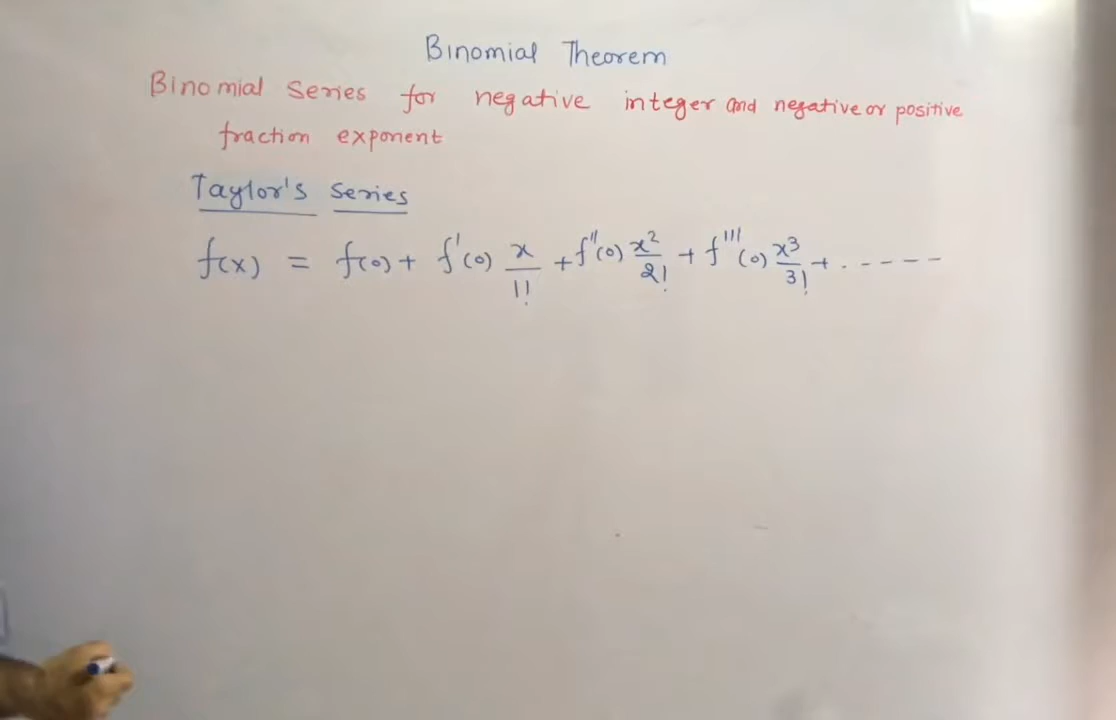 Binomial Theorem
Binomial Series for negative integer and negative or positive
fraction exponent
Taylor's Series
f(x) = f(0) + f'(0) x/1! + f''(0) x²/2! + f'''(0) x³/3! + . - - - - -